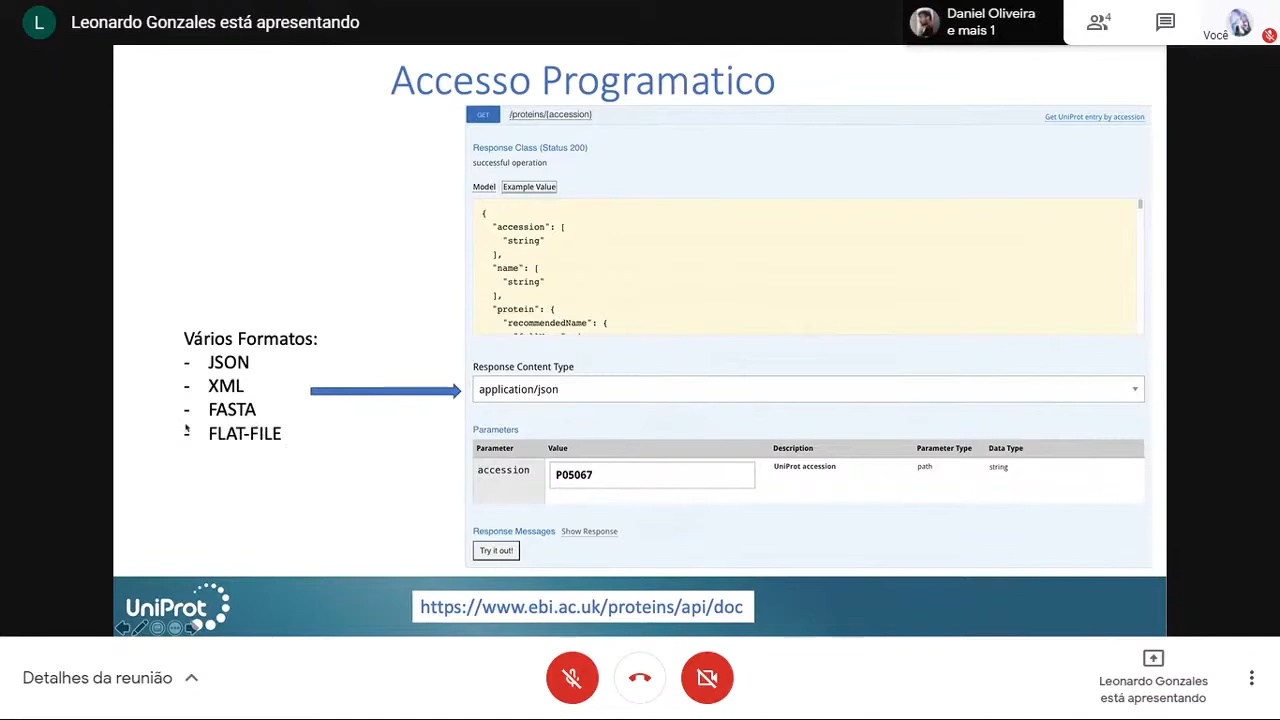 L
Leonardo Gonzales está apresentando
Daniel Oliveira
e mais 1
4
Você
Accesso Programatico
GET
/proteins/{accession}
Get UniProt entry by accession
Response Class (Status 200)
successful operation
Model
Example Value
{
"accession": [
"string"
],
"name": [
"string"
],
"protein": {
"recommendedName": {
Vários Formatos:
- JSON
- XML
- FASTA
- FLAT-FILE
Response Content Type
application/json
Parameters
Parameter Value Description Parameter Type Data Type
accession P05067 UniProt accession path string
Response Messages Show Response
Try it out!
UniProt
https://www.ebi.ac.uk/proteins/api/doc
Detalhes da reunião
Leonardo Gonzales
está apresentando